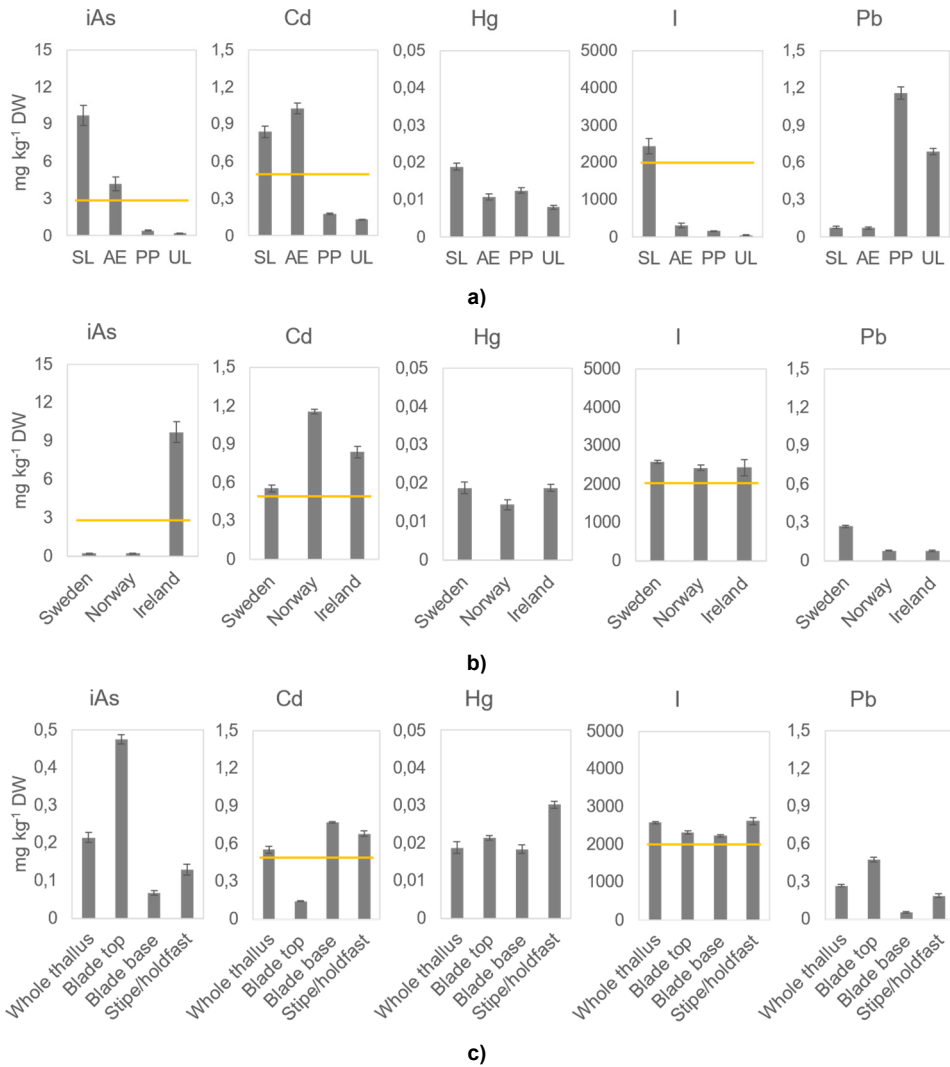 iAs Cd Hg I Pb
mg kg⁻¹ DW
15 12 9 6 3 0
1,5 1,2 0,9 0,6 0,3 0
0,05 0,04 0,03 0,02 0,01 0
5000 4000 3000 2000 1000 0
1,5 1,2 0,9 0,6 0,3 0
SL AE PP UL SL AE PP UL SL AE PP UL SL AE PP UL SL AE PP UL
a)
iAs Cd Hg I Pb
mg kg⁻¹ DW
15 12 9 6 3 0
1,5 1,2 0,9 0,6 0,3 0
0,05 0,04 0,03 0,02 0,01 0
5000 4000 3000 2000 1000 0
1,5 1,2 0,9 0,6 0,3 0
Sweden Norway Ireland Sweden Norway Ireland Sweden Norway Ireland Sweden Norway Ireland Sweden Norway Ireland
b)
iAs Cd Hg I Pb
mg kg⁻¹ DW
0,5 0,4 0,3 0,2 0,1 0
1,5 1,2 0,9 0,6 0,3 0
0,05 0,04 0,03 0,02 0,01 0
5000 4000 3000 2000 1000 0
1,5 1,2 0,9 0,6 0,3 0
Whole thallus Blade top Blade base Stipe/holdfast Whole thallus Blade top Blade base Stipe/holdfast Whole thallus Blade top Blade base Stipe/holdfast Whole thallus Blade top Blade base Stipe/holdfast Whole thallus Blade top Blade base Stipe/holdfast
c)